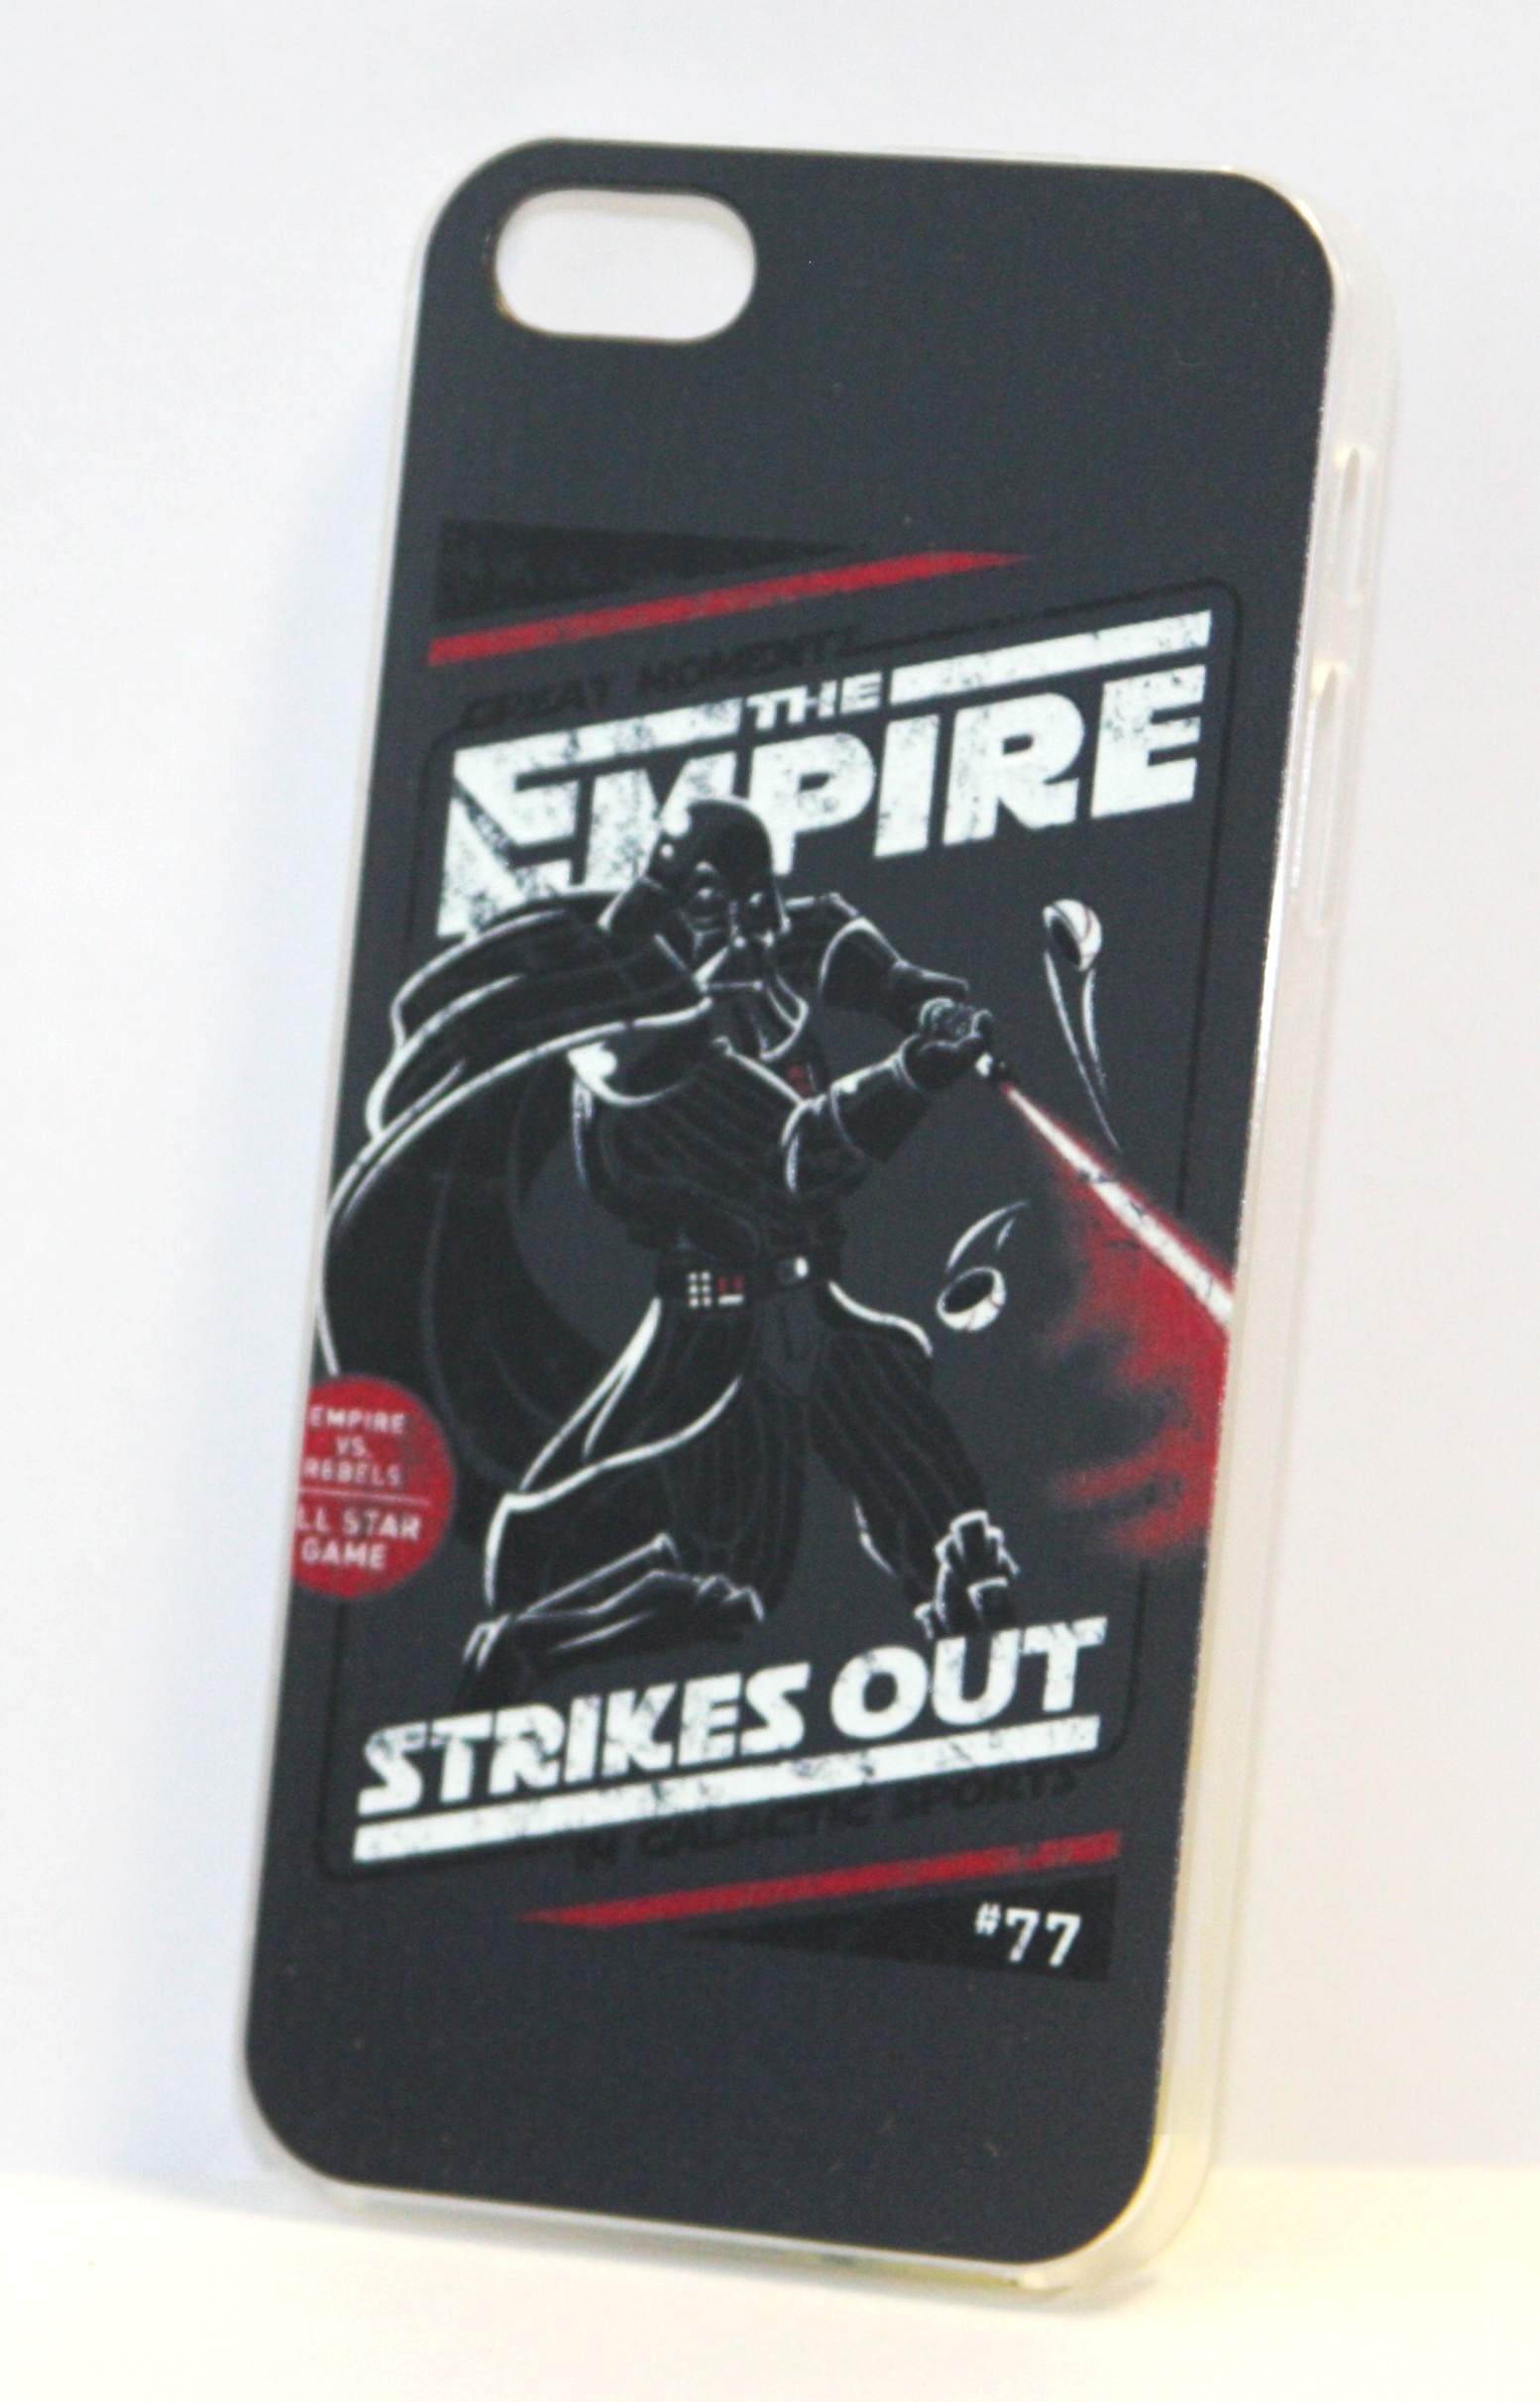 GREAT MOMENTS
THE
EMPIRE
EMPIRE
VS.
REBELS
LL STAR
GAME
STRIKES OUT
IN GALACTIC SPORTS
#77